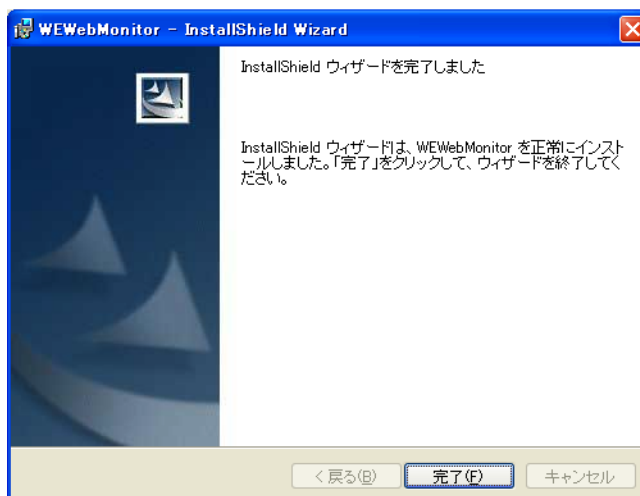 WEWebMonitor - InstallShield Wizard
InstallShield ウィザードを完了しました
InstallShield ウィザードは、WEWebMonitor を正常にインスト
ールしました。「完了」をクリックして、ウィザードを終了してく
ださい。
< 戻る(B) 完了(F) キャンセル